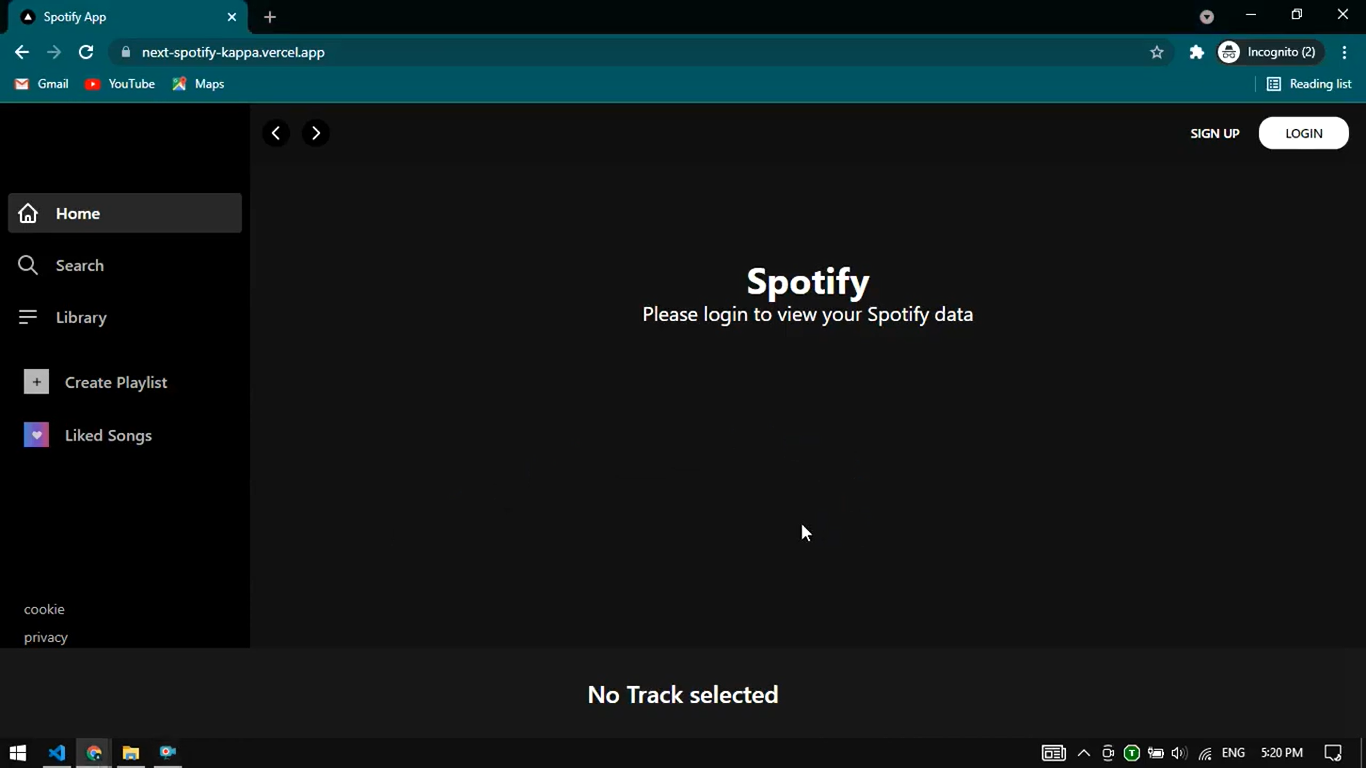 Spotify App
next-spotify-kappa.vercel.app
Incognito (2)
Gmail
YouTube
Maps
Reading list
SIGN UP
LOGIN
Home
Search
Library
Create Playlist
Liked Songs
cookie
privacy
Spotify
Please login to view your Spotify data
No Track selected
T
ENG
5:20 PM